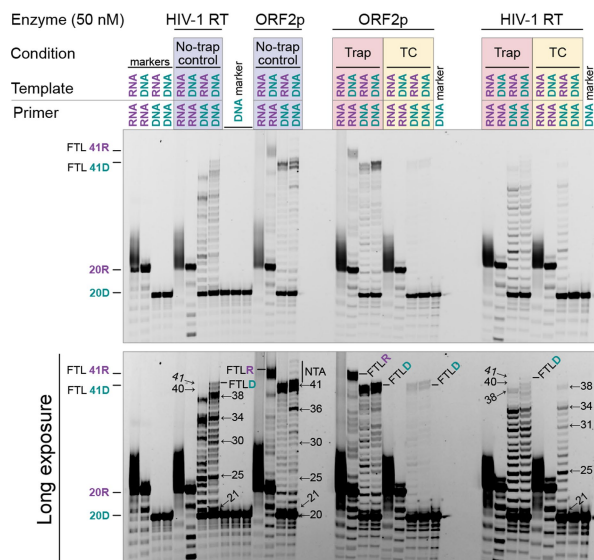 Enzyme (50 nM) HIV-1 RT ORF2p ORF2p HIV-1 RT
Condition markers No-trap control No-trap control Trap TC Trap TC
Template RNA DNA RNA DNA RNA DNA RNA DNA RNA DNA RNA DNA RNA DNA RNA DNA RNA DNA RNA DNA RNA DNA RNA DNA RNA DNA RNA DNA
Primer RNA RNA DNA DNA RNA RNA DNA DNA DNA marker RNA RNA DNA DNA RNA RNA DNA DNA RNA RNA DNA DNA DNA marker RNA RNA DNA DNA RNA RNA DNA DNA DNA marker
FTL 41R
FTL 41D
20R
20D
Long exposure
FTL 41R
FTL 41D
20R
20D
41
40
FTLR
FTLD
38
34
30
25
21
NTA
41
36
30
25
21
20
FTLR
FTLD
FTLD
FTLD
41
40
38
FTLD
38
34
31
25
21